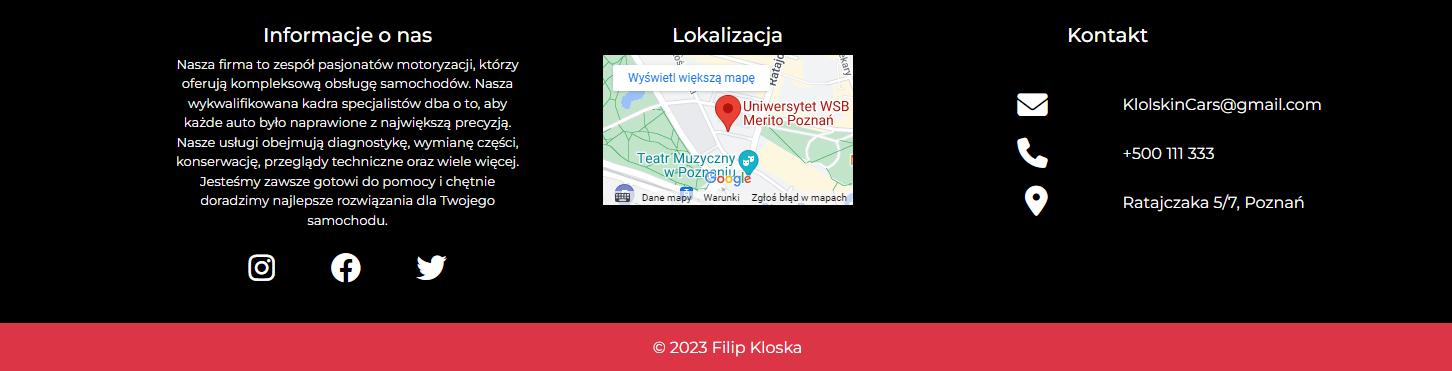 Informacje o nas
Nasza firma to zespół pasjonatów motoryzacji, którzy
oferują kompleksową obsługę samochodów. Nasza
wykwalifikowana kadra specjalistów dba o to, aby
każde auto było naprawione z największą precyzją.
Nasze usługi obejmują diagnostykę, wymianę części,
konserwację, przeglądy techniczne oraz wiele więcej.
Jesteśmy zawsze gotowi do pomocy i chętnie
doradzimy najlepsze rozwiązania dla Twojego
samochodu.
Lokalizacja
Wyświetl większą mapę
Uniwersytet WSB
Merito Poznań
Teatr Muzyczny
w Poznaniu
Google
Dane mapy
Warunki
Zgłoś błąd w mapach
Kontakt
KlolskinCars@gmail.com
+500 111 333
Ratajczaka 5/7, Poznań
© 2023 Filip Kloska